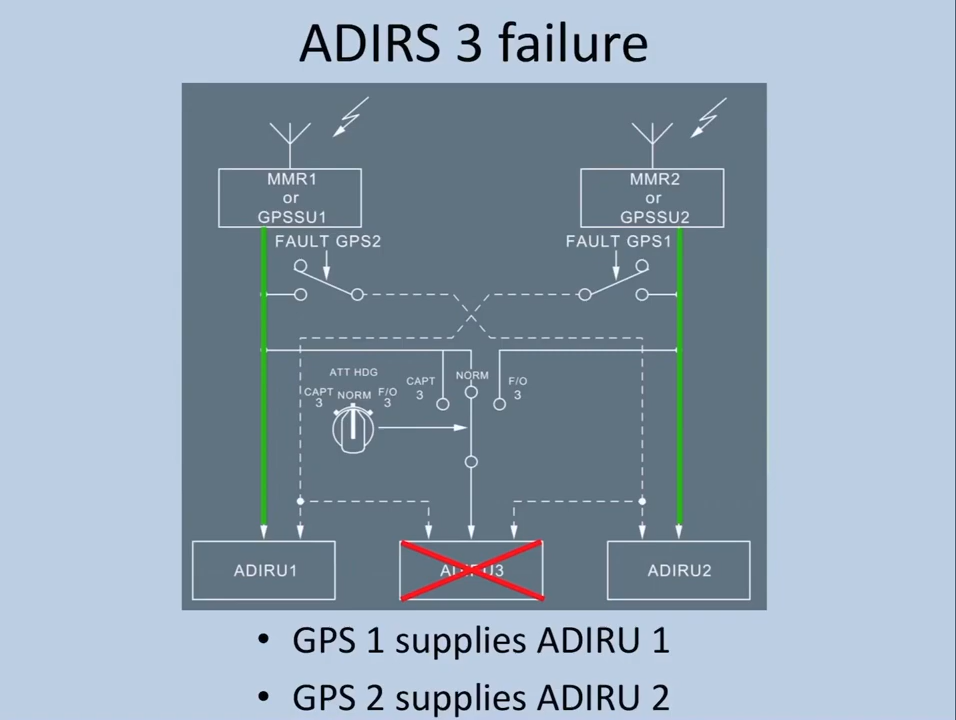 ADIRS 3 failure
MMR1
or
GPSSU1
MMR2
or
GPSSU2
FAULT GPS2
FAULT GPS1
ATT HDG
CAPT
3
NORM
F/O
3
CAPT
3
NORM
F/O
3
ADIRU1
ADIRU3
ADIRU2
• GPS 1 supplies ADIRU 1
• GPS 2 supplies ADIRU 2